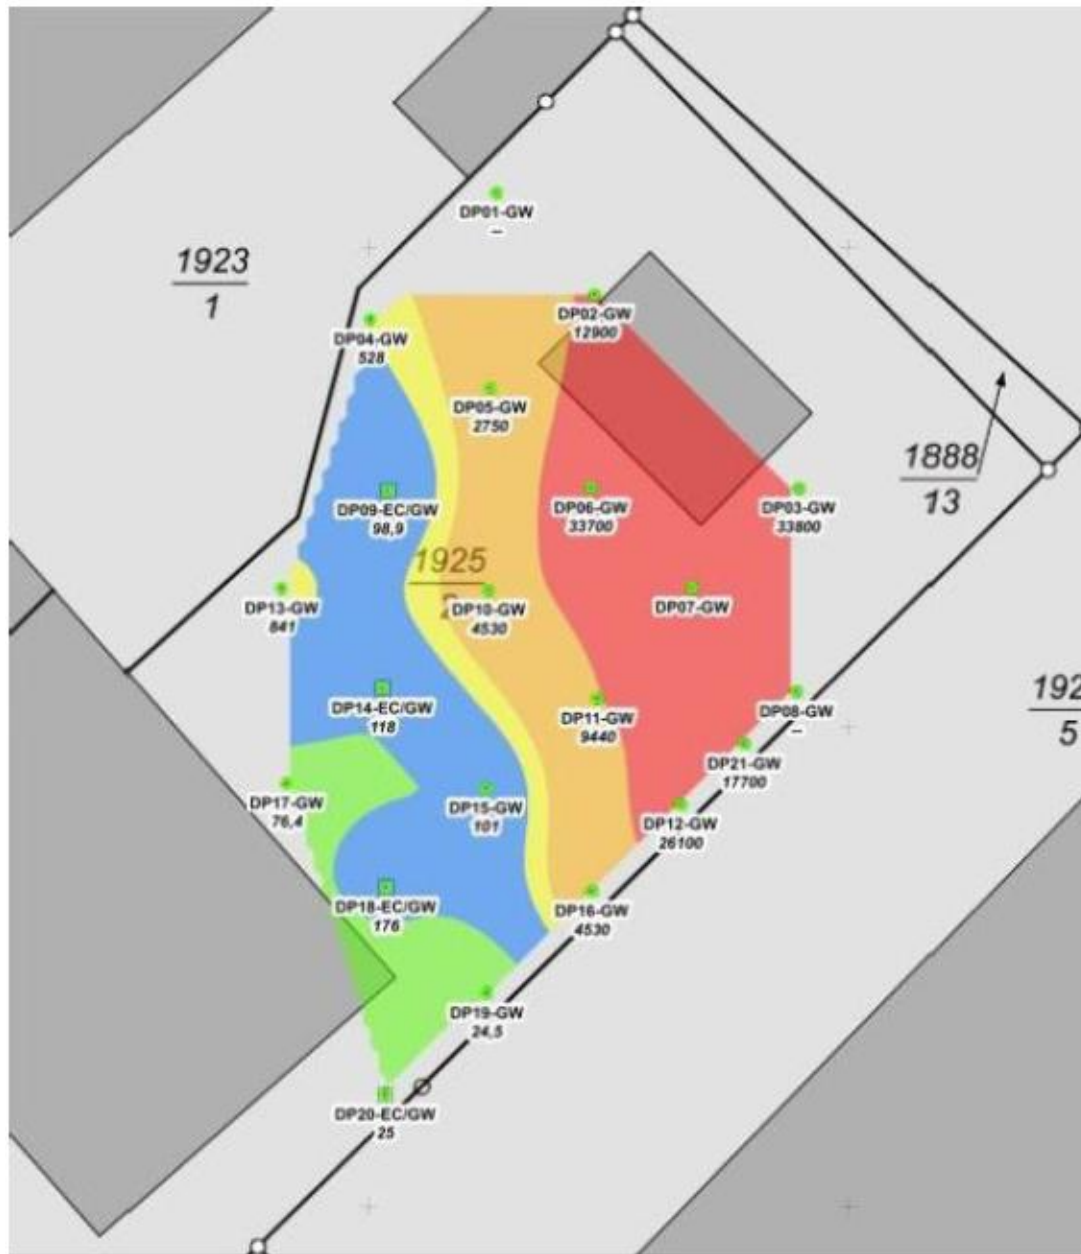 DP01-GW
–
1923
1
DP02-GW
12900
DP04-GW
528
DP05-GW
2750
1888
13
DP09-EC/GW
98,9
DP06-GW
33700
DP03-GW
33800
1925
2
DP13-GW
841
DP10-GW
4530
DP07-GW
DP14-EC/GW
118
DP11-GW
9440
DP08-GW
–
192
5
DP21-GW
17700
DP17-GW
76,4
DP15-GW
101
DP12-GW
26100
DP18-EC/GW
176
DP16-GW
4530
DP19-GW
24,5
DP20-EC/GW
25